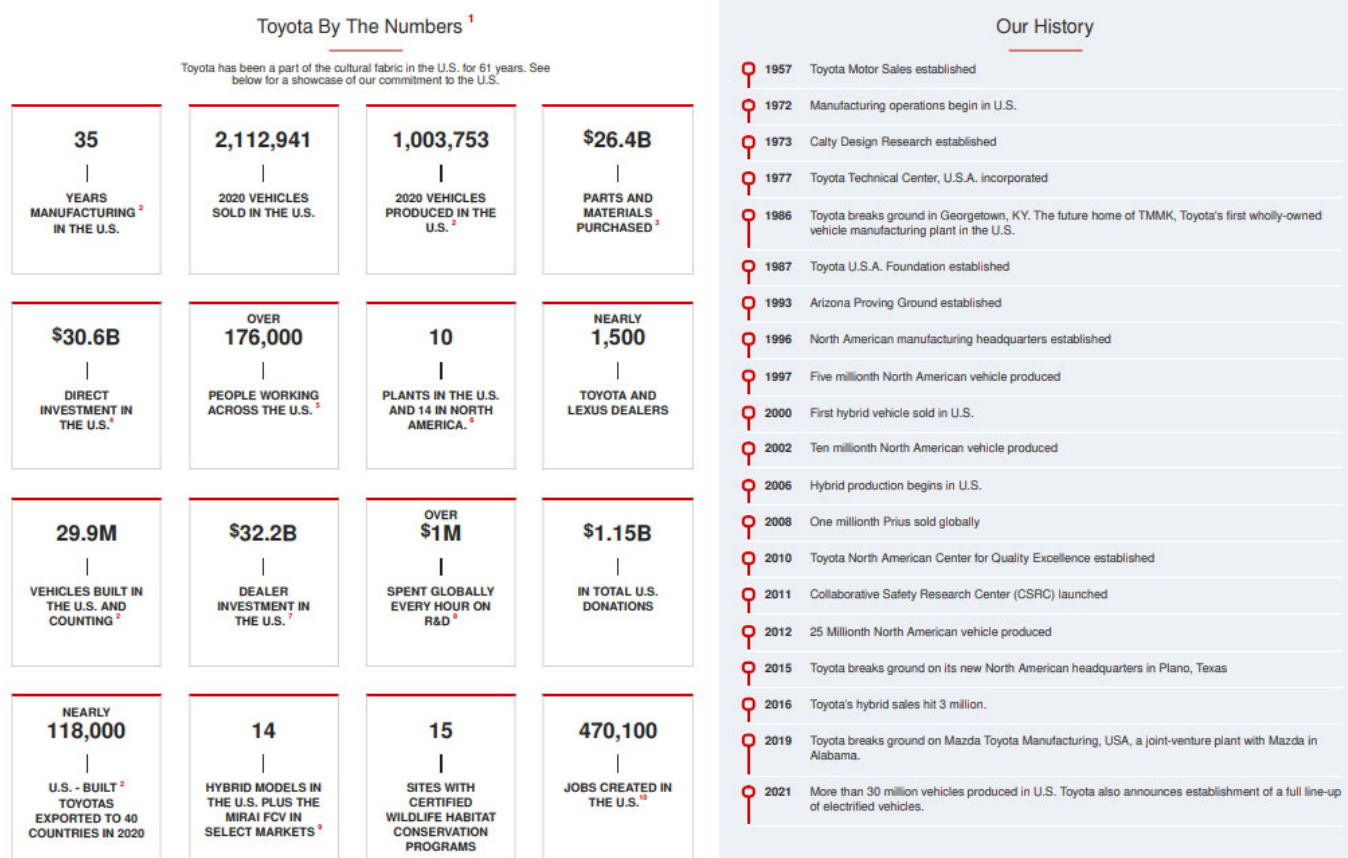 Toyota By The Numbers 1
Toyota has been a part of the cultural fabric in the U.S. for 61 years. See
below for a showcase of our commitment to the U.S.
35
YEARS
MANUFACTURING 2
IN THE U.S.
2,112,941
2020 VEHICLES
SOLD IN THE U.S.
1,003,753
2020 VEHICLES
PRODUCED IN THE
U.S. 2
$26.4B
PARTS AND
MATERIALS
PURCHASED 3
$30.6B
DIRECT
INVESTMENT IN
THE U.S.4
OVER
176,000
PEOPLE WORKING
ACROSS THE U.S. 5
10
PLANTS IN THE U.S.
AND 14 IN NORTH
AMERICA. 6
NEARLY
1,500
TOYOTA AND
LEXUS DEALERS
29.9M
VEHICLES BUILT IN
THE U.S. AND
COUNTING 2
$32.2B
DEALER
INVESTMENT IN
THE U.S. 7
OVER
$1M
SPENT GLOBALLY
EVERY HOUR ON
R&D 8
$1.15B
IN TOTAL U.S.
DONATIONS
NEARLY
118,000
U.S. - BUILT 2
TOYOTAS
EXPORTED TO 40
COUNTRIES IN 2020
14
HYBRID MODELS IN
THE U.S. PLUS THE
MIRAI FCV IN
SELECT MARKETS 9
15
SITES WITH
CERTIFIED
WILDLIFE HABITAT
CONSERVATION
PROGRAMS
470,100
JOBS CREATED IN
THE U.S.10
Our History
1957 Toyota Motor Sales established
1972 Manufacturing operations begin in U.S.
1973 Calty Design Research established
1977 Toyota Technical Center, U.S.A. incorporated
1986 Toyota breaks ground in Georgetown, KY. The future home of TMMK, Toyota's first wholly-owned
vehicle manufacturing plant in the U.S.
1987 Toyota U.S.A. Foundation established
1993 Arizona Proving Ground established
1996 North American manufacturing headquarters established
1997 Five millionth North American vehicle produced
2000 First hybrid vehicle sold in U.S.
2002 Ten millionth North American vehicle produced
2006 Hybrid production begins in U.S.
2008 One millionth Prius sold globally
2010 Toyota North American Center for Quality Excellence established
2011 Collaborative Safety Research Center (CSRC) launched
2012 25 Millionth North American vehicle produced
2015 Toyota breaks ground on its new North American headquarters in Plano, Texas
2016 Toyota's hybrid sales hit 3 million.
2019 Toyota breaks ground on Mazda Toyota Manufacturing, USA, a joint-venture plant with Mazda in
Alabama.
2021 More than 30 million vehicles produced in U.S. Toyota also announces establishment of a full line-up
of electrified vehicles.